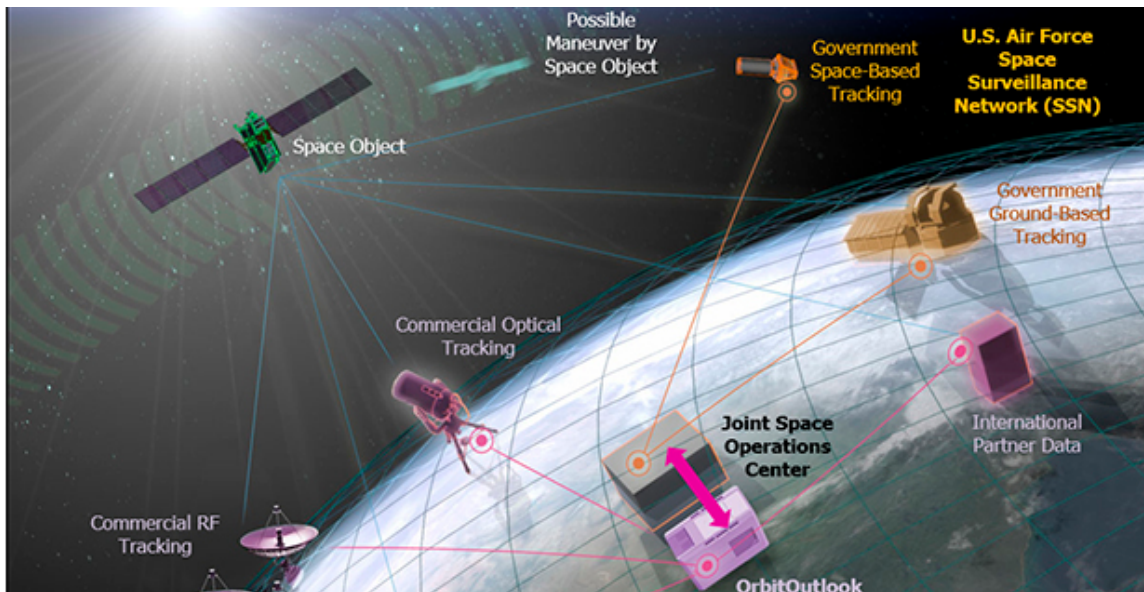 Possible
Maneuver by
Space Object
Government
Space-Based
Tracking
U.S. Air Force
Space
Surveillance
Network (SSN)
Space Object
Government
Ground-Based
Tracking
Commercial Optical
Tracking
Joint Space
Operations
Center
International
Partner Data
Commercial RF
Tracking
OrbitOutlook